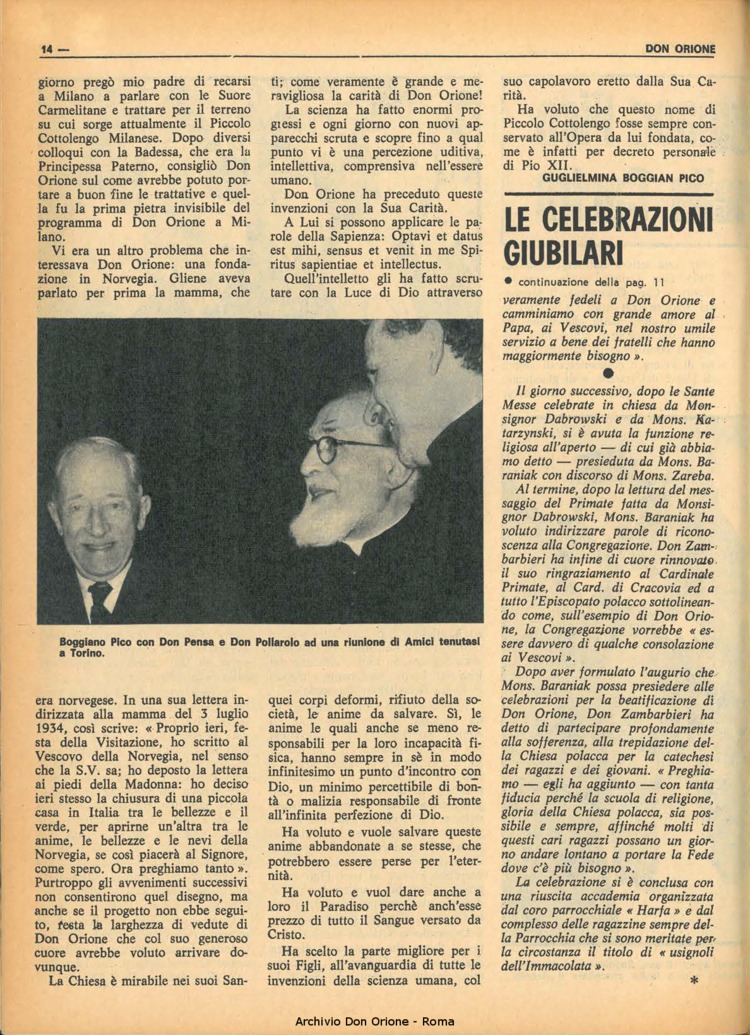 14 —
DON ORIONE
giorno pregò mio padre di recarsi
a Milano a parlare con le Suore
Carmelitane e trattare per il terreno
su cui sorge attualmente il Piccolo
Cottolengo Milanese. Dopo diversi
colloqui con la Badessa, che era la
Principessa Paterno, consigliò Don
Orione sul come avrebbe potuto por-
tare a buon fine le trattative e quel-
la fu la prima pietra invisibile del
programma di Don Orione a Mi-
lano.
Vi era un altro problema che in-
teressava Don Orione: una fonda-
zione in Norvegia. Gliene aveva
parlato per prima la mamma, che
era norvegese. In una sua lettera in-
dirizzata alla mamma del 3 luglio
1934, così scrive: « Proprio ieri, fe-
sta della Visitazione, ho scritto al
Vescovo della Norvegia, nel senso
che la S.V. sa; ho deposto la lettera
ai piedi della Madonna: ho deciso
ieri stesso la chiusura di una piccola
casa in Italia tra le bellezze e il
verde, per aprirne un'altra tra le
anime, le bellezze e le nevi della
Norvegia, se così piacerà al Signore,
come spero. Ora preghiamo tanto ».
Purtroppo gli avvenimenti successivi
non consentirono quel disegno, ma
anche se il progetto non ebbe segui-
to, resta la larghezza di vedute di
Don Orione che col suo generoso
cuore avrebbe voluto arrivare do-
vunque.
La Chiesa è mirabile nei suoi San-
ti; come veramente è grande e me-
ravigliosa la carità di Don Orione!
La scienza ha fatto enormi pro-
gressi e ogni giorno con nuovi ap-
parecchi scruta e scopre fino a qual
punto vi è una percezione uditiva,
intellettiva, comprensiva nell'essere
umano.
Don Orione ha preceduto queste
invenzioni con la Sua Carità.
A Lui si possono applicare le pa-
role della Sapienza: Optavi et datus
est mihi, sensus et venit in me Spi-
ritus sapientiae et intellectus.
Quell'intelletto gli ha fatto scru-
tare con la Luce di Dio attraverso
quei corpi deformi, rifiuto della so-
cietà, le anime da salvare. Sì, le
anime le quali anche se meno re-
sponsabili per la loro incapacità fi-
sica, hanno sempre in sè in modo
infinitesimo un punto d'incontro con
Dio, un minimo percettibile di bon-
tà o malizia responsabile di fronte
all'infinita perfezione di Dio.
Ha voluto e vuole salvare queste
anime abbandonate a se stesse, che
potrebbero essere perse per l'eter-
nità.
Ha voluto e vuol dare anche a
loro il Paradiso perchè anch'esse
prezzo di tutto il Sangue versato da
Cristo.
Ha scelto la parte migliore per i
suoi Figli, all'avanguardia di tutte le
invenzioni della scienza umana, col
suo capolavoro eretto dalla Sua Ca-
rità.
Ha voluto che questo nome di
Piccolo Cottolengo fosse sempre con-
servato all'Opera da lui fondata, co-
me è infatti per decreto personale
di Pio XII.
GUGLIELMINA BOGGIAN PICO
Boggiano Pico con Don Pensa e Don Pollarolo ad una riunione di Amici tenutasi
a Torino.
LE CELEBRAZIONI
GIUBILARI
● continuazione della pag. 11
veramente fedeli a Don Orione e
camminiamo con grande amore al
Papa, ai Vescovi, nel nostro umile
servizio a bene dei fratelli che hanno
maggiormente bisogno ».
●
Il giorno successivo, dopo le Sante
Messe celebrate in chiesa da Mon-
signor Dabrowski e da Mons. Ka-
tarzynski, si è avuta la funzione re-
ligiosa all'aperto — di cui già abbia-
mo detto — presieduta da Mons. Ba-
raniak con discorso di Mons. Zareba.
Al termine, dopo la lettura del mes-
saggio del Primate fatta da Monsi-
gnor Dabrowski, Mons. Baraniak ha
voluto indirizzare parole di ricono-
scenza alla Congregazione. Don Zam-
barbieri ha infine di cuore rinnovato
il suo ringraziamento al Cardinale
Primate, al Card. di Cracovia ed a
tutto l'Episcopato polacco sottolinean-
do come, sull'esempio di Don Orio-
ne, la Congregazione vorrebbe « es-
sere davvero di qualche consolazione
ai Vescovi ».
Dopo aver formulato l'augurio che
Mons. Baraniak possa presiedere alle
celebrazioni per la beatificazione di
Don Orione, Don Zambarbieri ha
detto di partecipare profondamente
alla sofferenza, alla trepidazione del-
la Chiesa polacca per la catechesi
dei ragazzi e dei giovani. « Preghia-
mo — egli ha aggiunto — con tanta
fiducia perché la scuola di religione,
gloria della Chiesa polacca, sia pos-
sibile e sempre, affinché molti di
questi cari ragazzi possano un gior-
no andare lontano a portare la Fede
dove c'è più bisogno ».
La celebrazione si è conclusa con
una riuscita accademia organizzata
dal coro parrocchiale « Harfa » e dal
complesso delle ragazzine sempre del-
la Parrocchia che si sono meritate per
la circostanza il titolo di « usignoli
dell'Immacolata ».
*
Archivio Don Orione - Roma